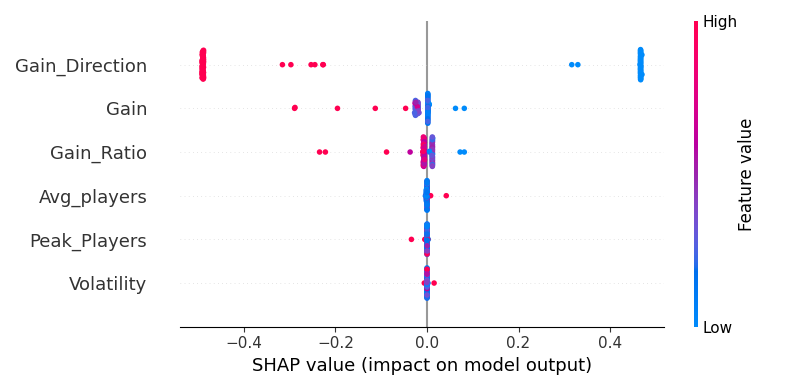 High
Gain_Direction
Gain
Gain_Ratio
Avg_players
Peak_Players
Volatility
Feature value
Low
−0.4 −0.2 0.0 0.2 0.4
SHAP value (impact on model output)